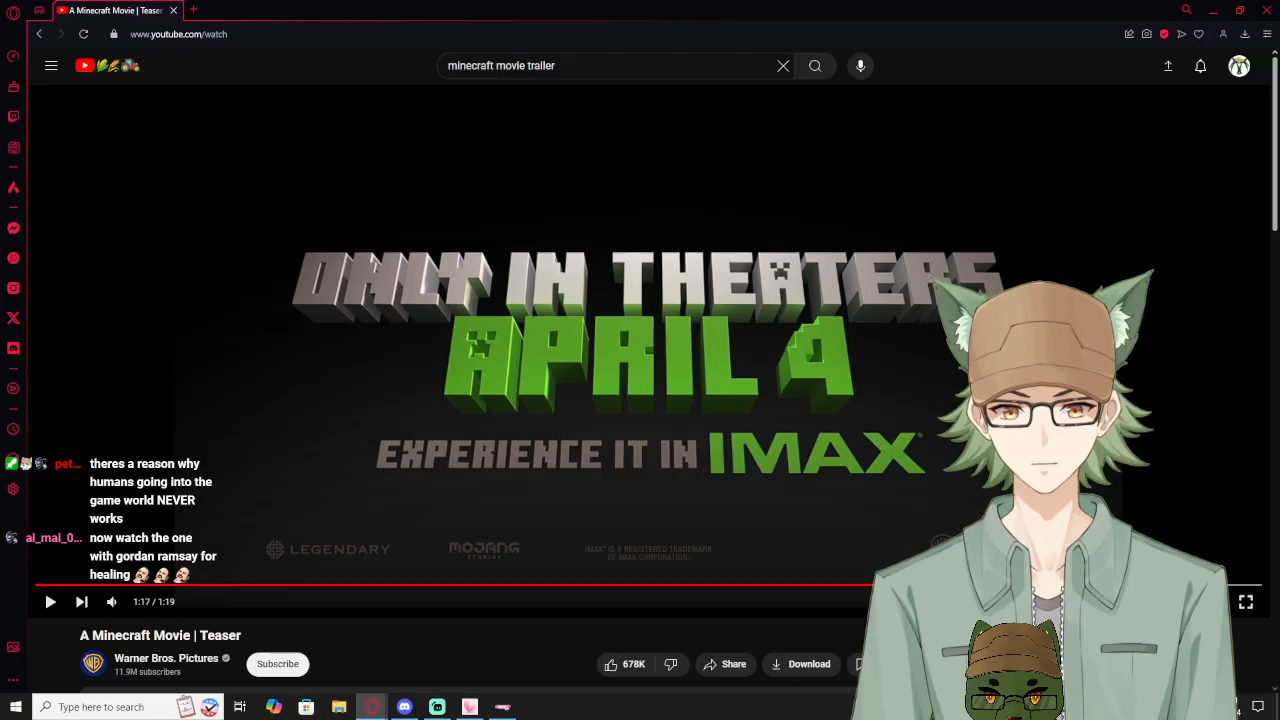 A Minecraft Movie | Teaser
www.youtube.com/watch
minecraft movie trailer
ONLY IN THEATERS
APRIL 4
EXPERIENCE IT IN IMAX
LEGENDARY
MOJANG
STUDIOS
IMAX® IS A REGISTERED TRADEMARK
OF IMAX CORPORATION.
pet... theres a reason why
humans going into the
game world NEVER
works
ai_mai_0... now watch the one
with gordan ramsay for
healing
1:17 / 1:19
A Minecraft Movie | Teaser
WB
Warner Bros. Pictures
11.9M subscribers
Subscribe
678K
Share
Download
Type here to search